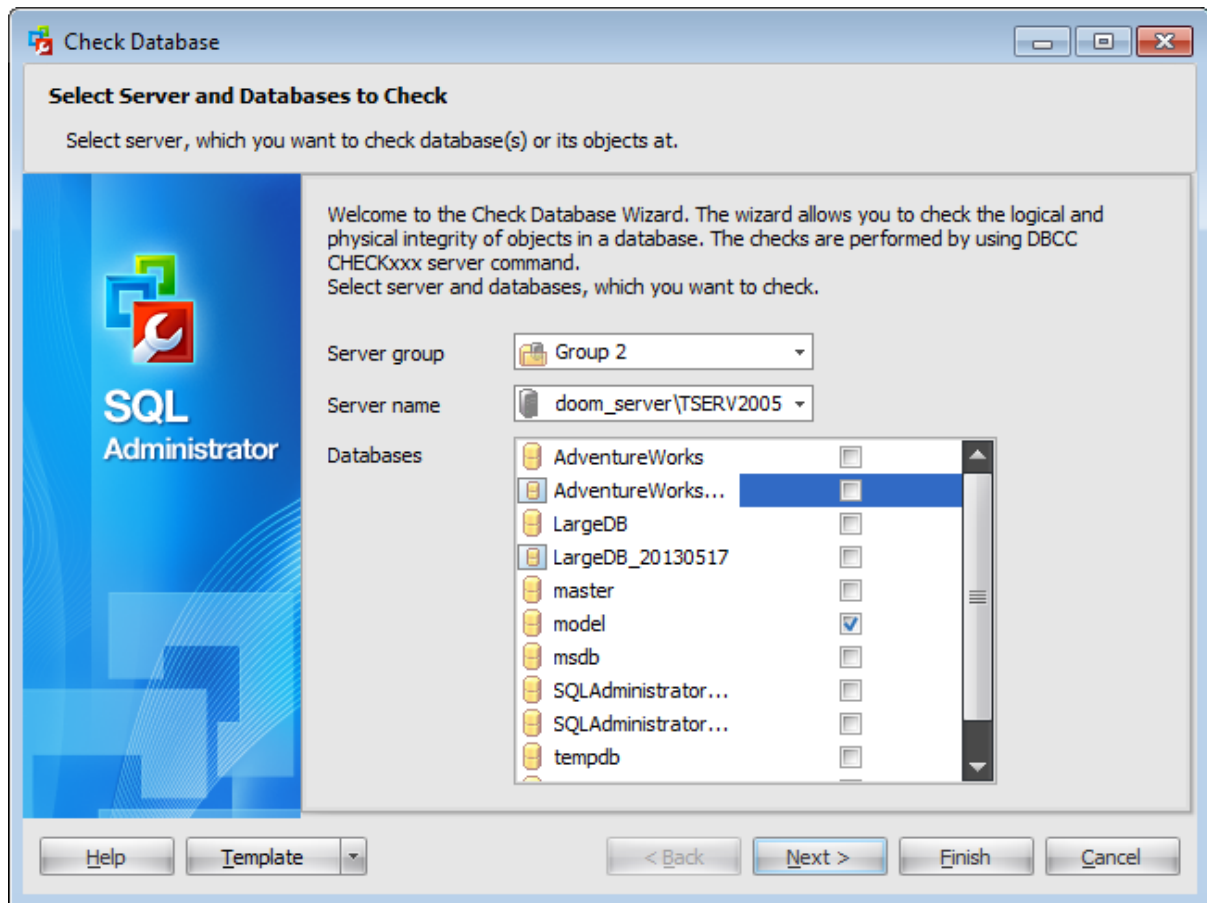 Check Database
Select Server and Databases to Check
Select server, which you want to check database(s) or its objects at.
SQL
Administrator
Welcome to the Check Database Wizard. The wizard allows you to check the logical and
physical integrity of objects in a database. The checks are performed by using DBCC
CHECKxxx server command.
Select server and databases, which you want to check.
Server group
Group 2
Server name
doom_server\TSERV2005
Databases
AdventureWorks
AdventureWorks...
LargeDB
LargeDB_20130517
master
model
msdb
SQLAdministrator...
SQLAdministrator...
tempdb
Help
Template
< Back
Next >
Finish
Cancel